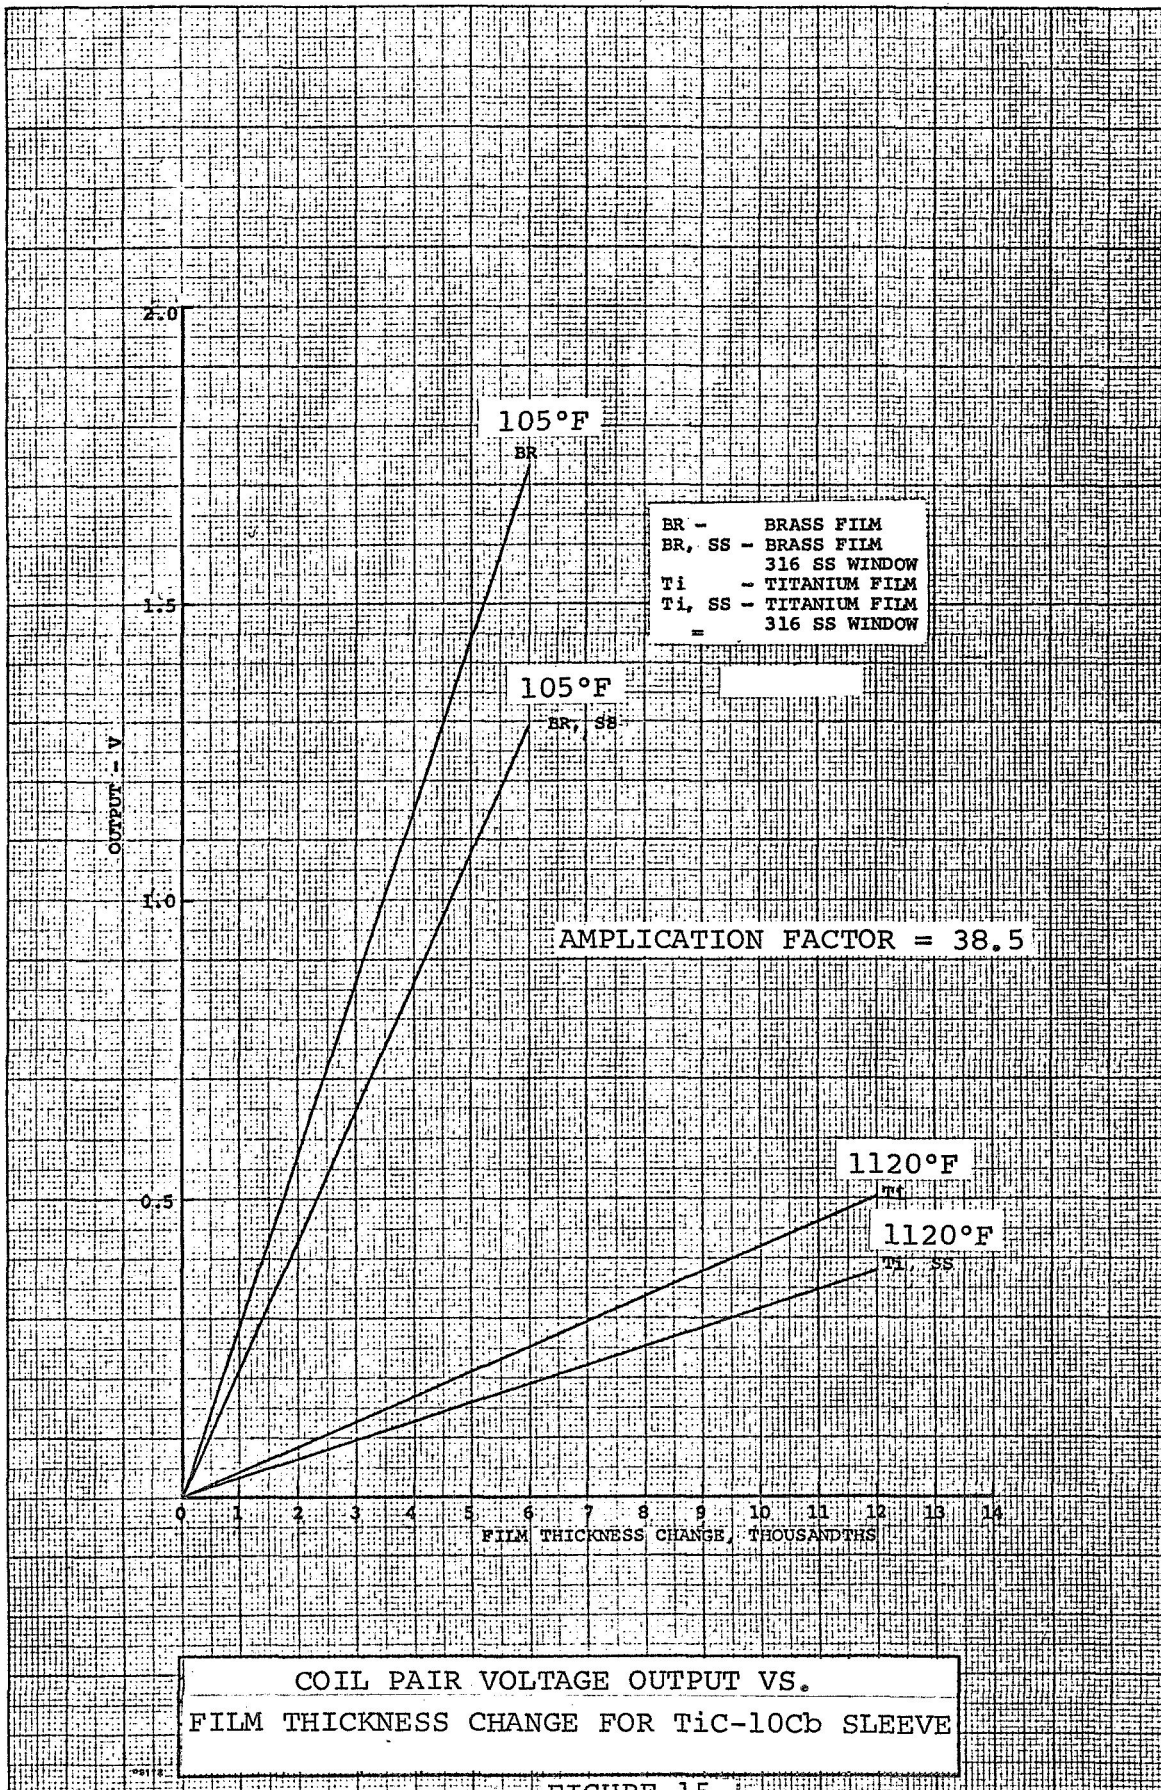 2.0
105°F
BR
BR - BRASS FILM
BR, SS - BRASS FILM
316 SS WINDOW
Ti - TITANIUM FILM
Ti, SS - TITANIUM FILM
= 316 SS WINDOW
1.5
105°F
BR, SS
OUTPUT - V
1.0
AMPLICATION FACTOR = 38.5
1120°F
Ti
0.5
1120°F
Ti, SS
0 1 2 3 4 5 6 7 8 9 10 11 12 13 14
FILM THICKNESS CHANGE, THOUSANDTHS
COIL PAIR VOLTAGE OUTPUT VS.
FILM THICKNESS CHANGE FOR TiC-10Cb SLEEVE
FIGURE 15